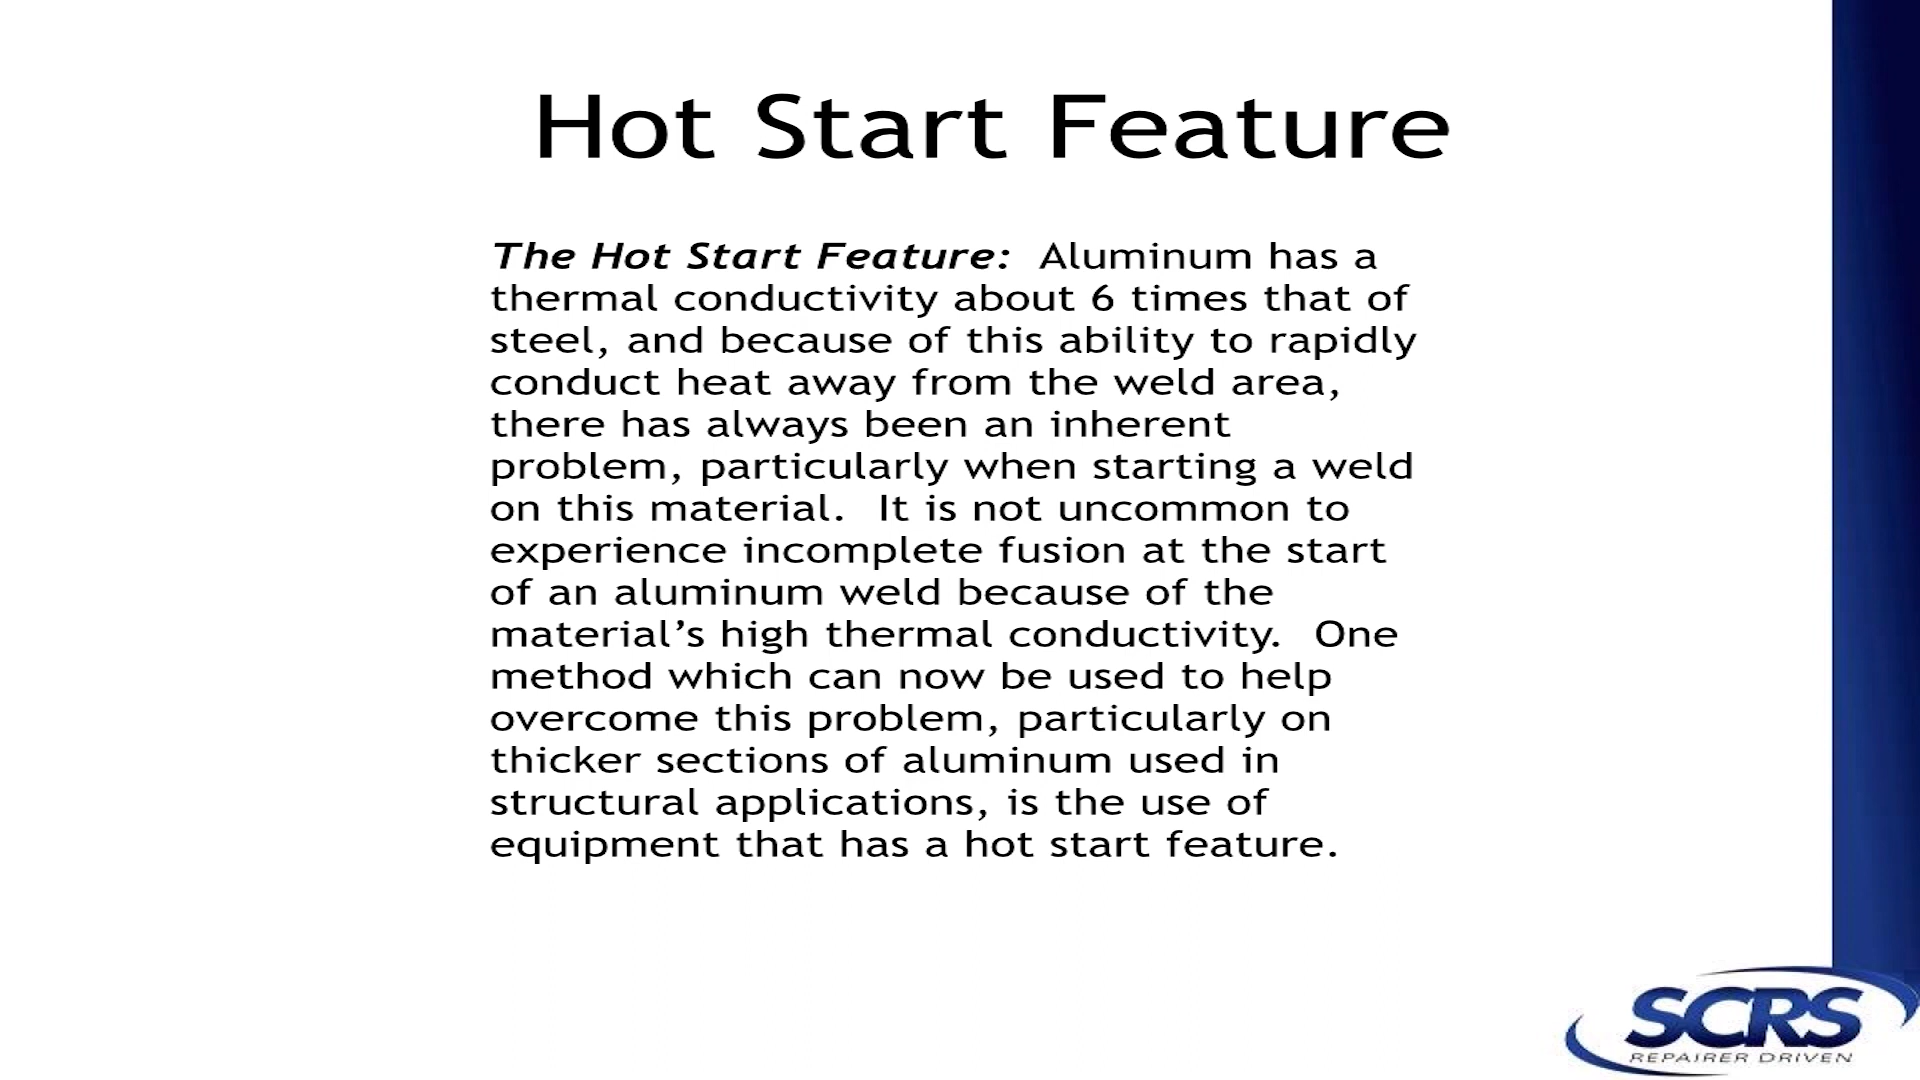 Hot Start Feature
The Hot Start Feature: Aluminum has a
thermal conductivity about 6 times that of
steel, and because of this ability to rapidly
conduct heat away from the weld area,
there has always been an inherent
problem, particularly when starting a weld
on this material. It is not uncommon to
experience incomplete fusion at the start
of an aluminum weld because of the
material’s high thermal conductivity. One
method which can now be used to help
overcome this problem, particularly on
thicker sections of aluminum used in
structural applications, is the use of
equipment that has a hot start feature.
SCRS
REPAIRER DRIVEN